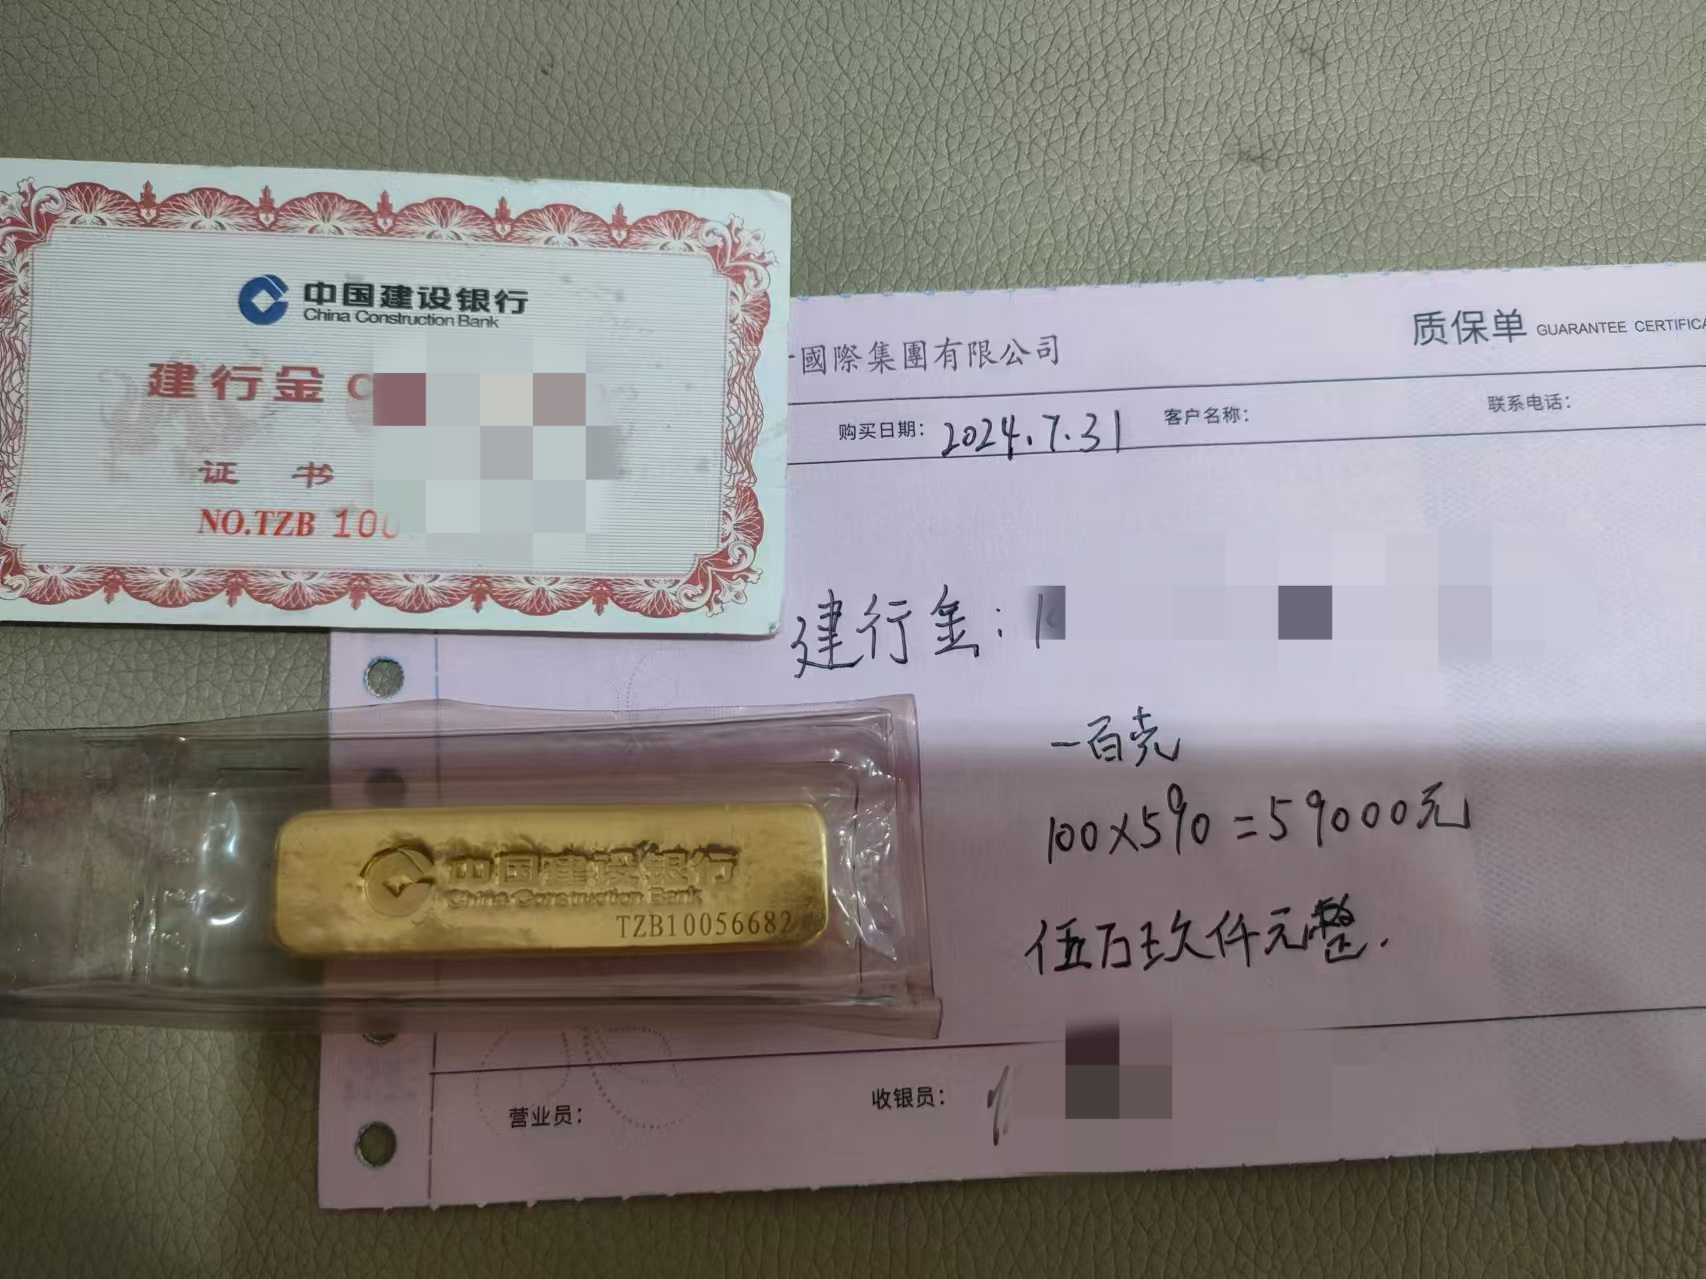 中国建设银行
China Construction Bank
建行金
证 书
NO.TZB 100
國際集團有限公司
质保单 GUARANTEE CERTIFICA
购买日期: 2024.7.31 客户名称: 联系电话:
建行金: 1
一百克
100×590=59000元
伍万玖仟元整.
中国建设银行
China Construction Bank
TZB10056682
营业员: 收银员: